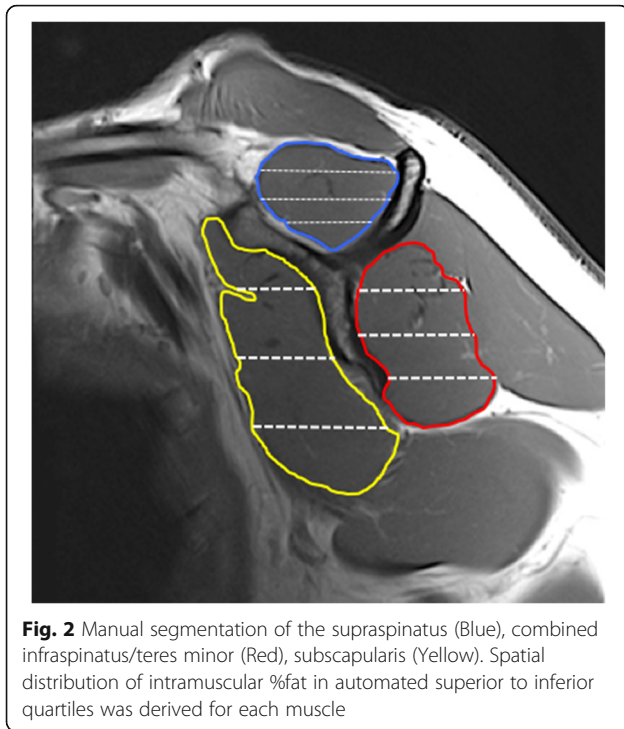 Fig. 2 Manual segmentation of the supraspinatus (Blue), combined
infraspinatus/teres minor (Red), subscapularis (Yellow). Spatial
distribution of intramuscular %fat in automated superior to inferior
quartiles was derived for each muscle